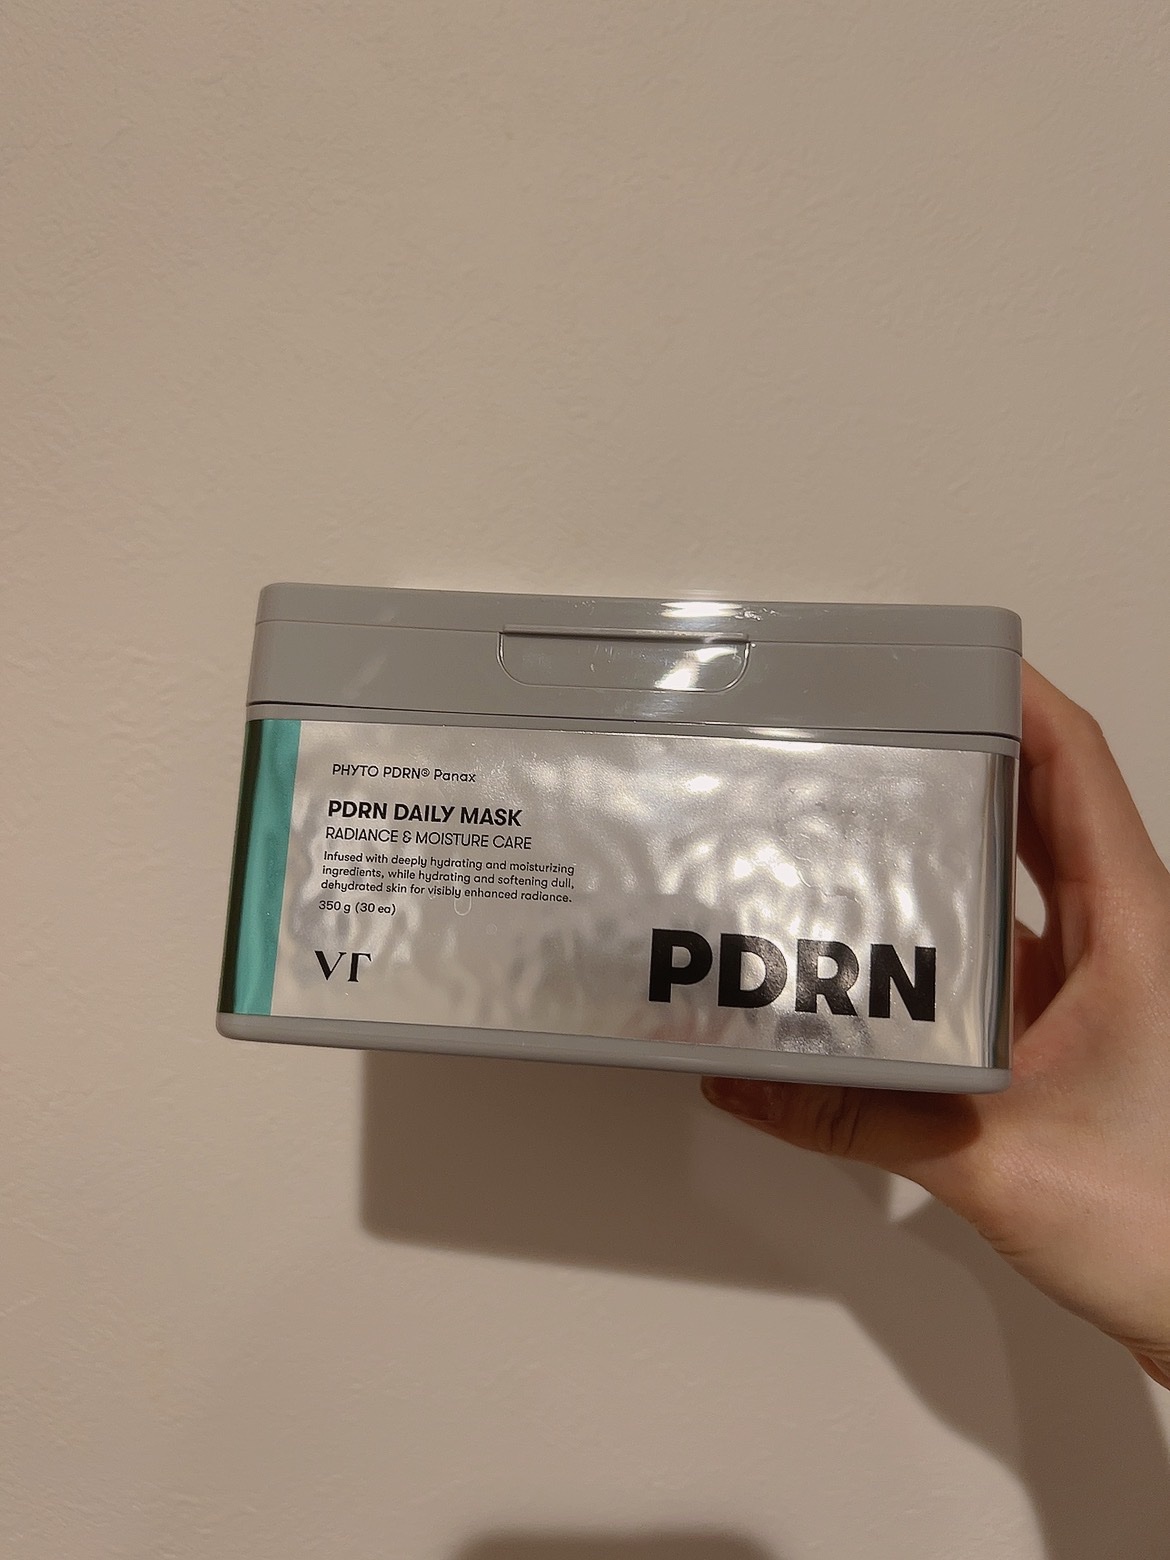 PHYTO PDRN® Panax
PDRN DAILY MASK
RADIANCE & MOISTURE CARE
Infused with deeply hydrating and moisturizing
ingredients, while hydrating and softening dull,
dehydrated skin for visibly enhanced radiance.
350 g (30 ea)
VT
PDRN